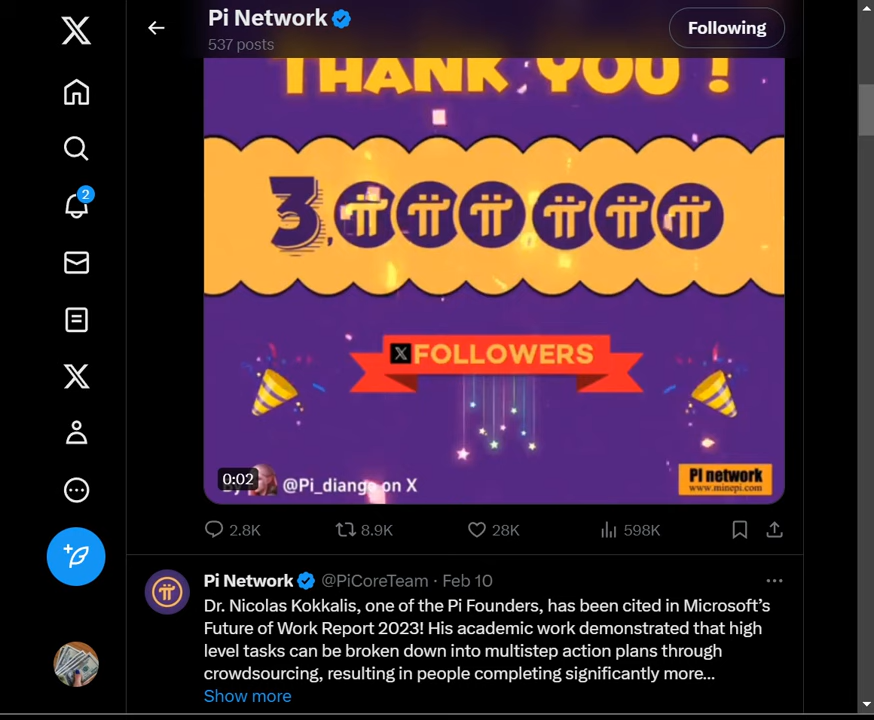 Pi Network
537 posts
Following
2
THANK YOU !
3,
X FOLLOWERS
0:02
@Pi_diange on X
Pi network
www.minepi.com
2.8K 8.9K 28K 598K
Pi Network @PiCoreTeam · Feb 10
Dr. Nicolas Kokkalis, one of the Pi Founders, has been cited in Microsoft’s
Future of Work Report 2023! His academic work demonstrated that high
level tasks can be broken down into multistep action plans through
crowdsourcing, resulting in people completing significantly more...
Show more